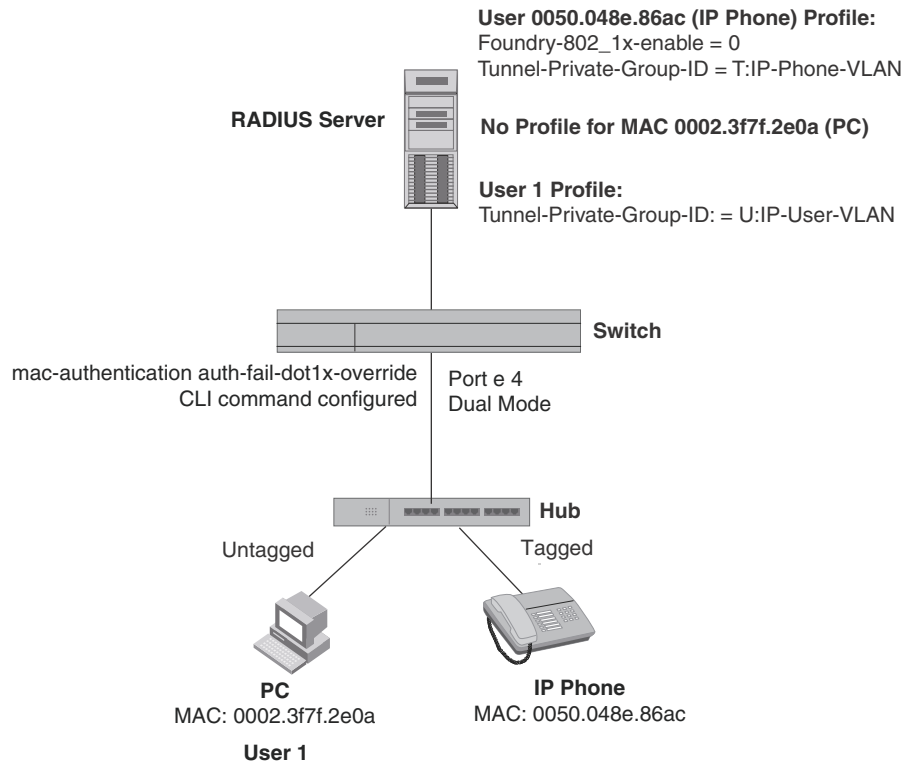 User 0050.048e.86ac (IP Phone) Profile:
Foundry-802_1x-enable = 0
Tunnel-Private-Group-ID = T:IP-Phone-VLAN
RADIUS Server
No Profile for MAC 0002.3f7f.2e0a (PC)
User 1 Profile:
Tunnel-Private-Group-ID: = U:IP-User-VLAN
Switch
mac-authentication auth-fail-dot1x-override
CLI command configured
Port e 4
Dual Mode
Hub
Untagged
Tagged
PC
MAC: 0002.3f7f.2e0a
User 1
IP Phone
MAC: 0050.048e.86ac